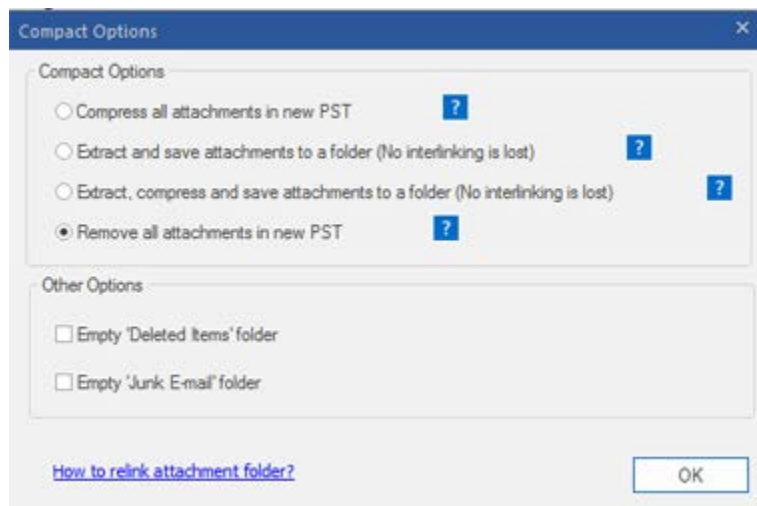 Compact Options
Compact Options
Compress all attachments in new PST ?
Extract and save attachments to a folder (No interlinking is lost) ?
Extract, compress and save attachments to a folder (No interlinking is lost) ?
Remove all attachments in new PST ?
Other Options
Empty 'Deleted Items' folder
Empty 'Junk E-mail' folder
How to relink attachment folder?
OK